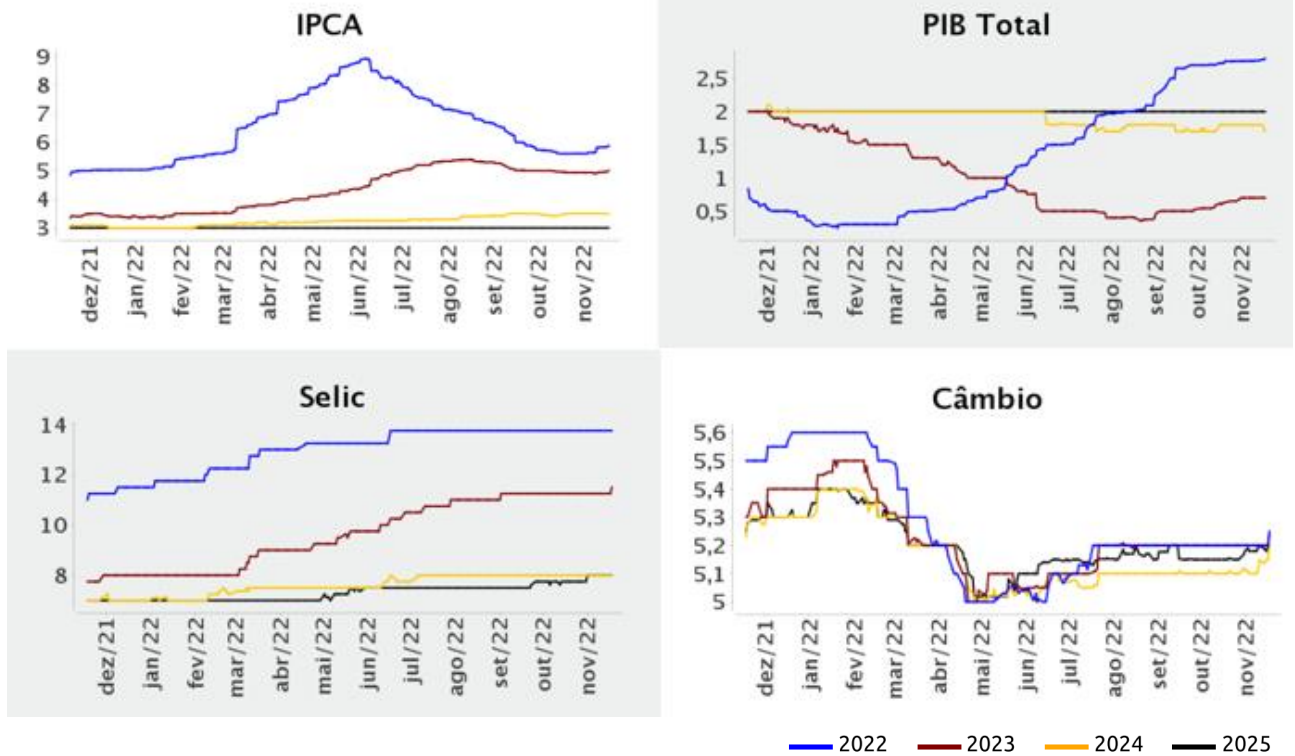 IPCA
9
8
7
6
5
4
3
dez/21
jan/22
fev/22
mar/22
abr/22
mai/22
jun/22
jul/22
ago/22
set/22
out/22
nov/22
PIB Total
2,5
2
1,5
1
0,5
dez/21
jan/22
fev/22
mar/22
abr/22
mai/22
jun/22
jul/22
ago/22
set/22
out/22
nov/22
Selic
14
12
10
8
dez/21
jan/22
fev/22
mar/22
abr/22
mai/22
jun/22
jul/22
ago/22
set/22
out/22
nov/22
Câmbio
5,6
5,5
5,4
5,3
5,2
5,1
5
dez/21
jan/22
fev/22
mar/22
abr/22
mai/22
jun/22
jul/22
ago/22
set/22
out/22
nov/22
2022 2023 2024 2025